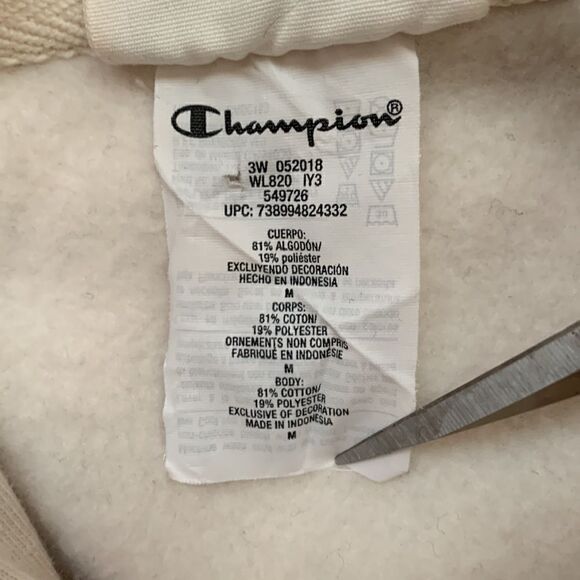 Champion®
3W 052018
WL820 IY3
549726
UPC: 738994824332
CUERPO:
81% ALGODÓN/
19% poliéster
EXCLUYENDO DECORACIÓN
HECHO EN INDONESIA
M
CORPS:
81% COTON/
19% POLYESTER
ORNEMENTS NON COMPRIS
FABRIQUÉ EN INDONÉSIE
M
BODY:
81% COTTON/
19% POLYESTER
EXCLUSIVE OF DECORATION
MADE IN INDONESIA
M